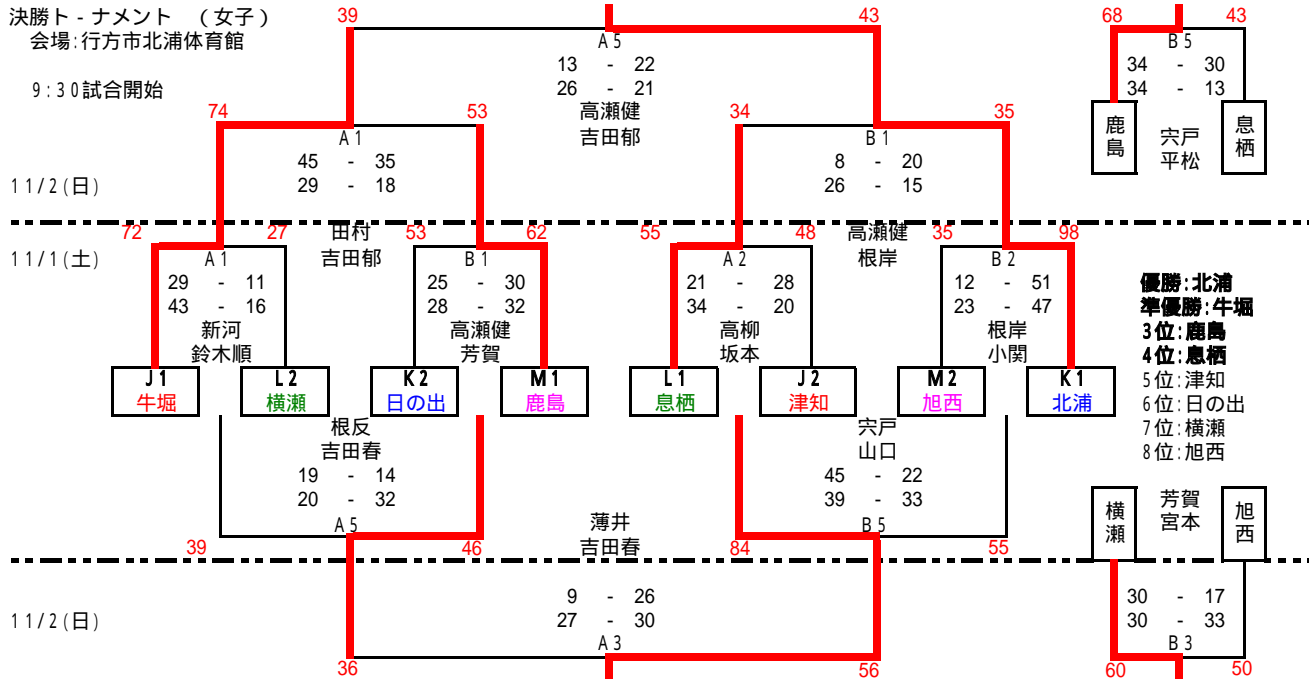 決勝ト-ナメント （女子）
会場:行方市北浦体育館
9:30試合開始
39
43
A5
13 - 22
26 - 21
高瀬健
吉田郁
68
43
B5
34 - 30
34 - 13
鹿島
宍戸
平松
息栖
74
53
A1
45 - 35
29 - 18
34
35
B1
8 - 20
26 - 15
11/2(日)
11/1(土)
72
27
A1
29 - 11
43 - 16
新河
鈴木順
田村
吉田郁
53
62
B1
25 - 30
28 - 32
高瀬健
芳賀
55
48
A2
21 - 28
34 - 20
高柳
坂本
高瀬健
根岸
35
98
B2
12 - 51
23 - 47
根岸
小関
J1
牛堀
L2
横瀬
K2
日の出
M1
鹿島
L1
息栖
J2
津知
M2
旭西
K1
北浦
優勝:北浦
準優勝:牛堀
3位:鹿島
4位:息栖
5位:津知
6位:日の出
7位:横瀬
8位:旭西
根反
吉田春
19 - 14
20 - 32
A5
39
46
宍戸
山口
45 - 22
39 - 33
B5
84
55
薄井
吉田春
横瀬
芳賀
宮本
旭西
11/2(日)
9 - 26
27 - 30
A3
36
56
30 - 17
30 - 33
B3
60
50